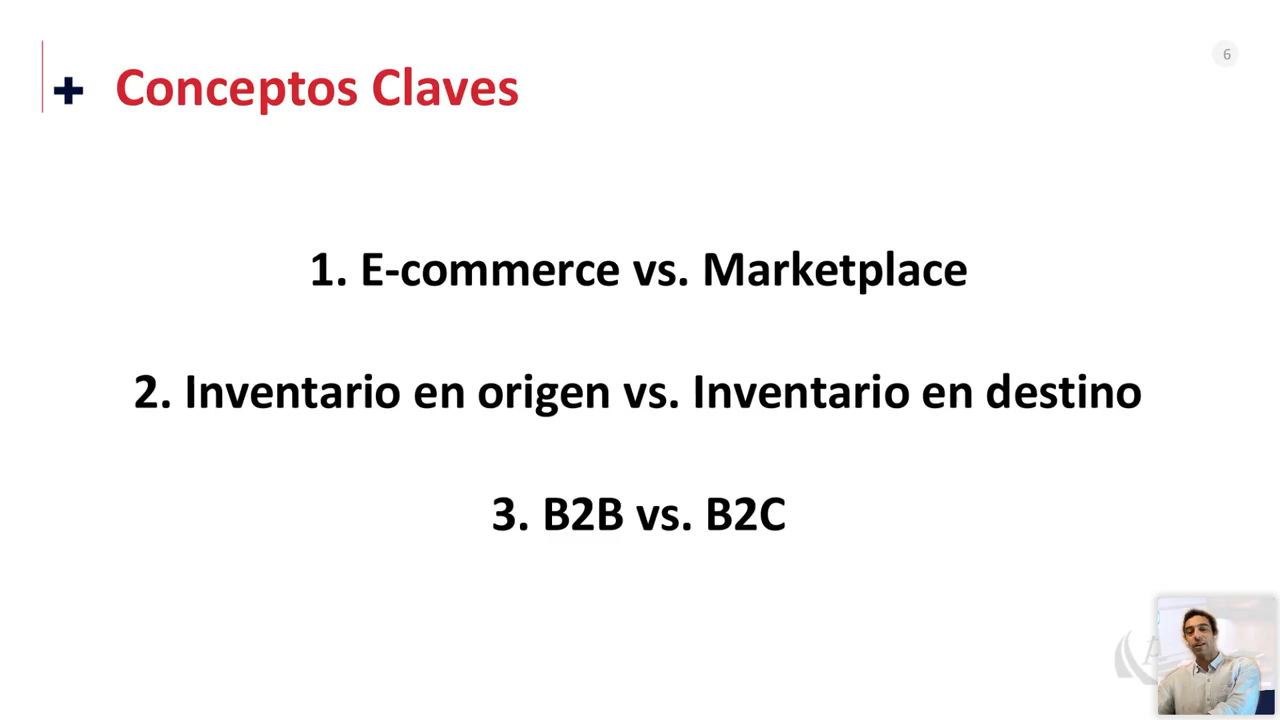 6
+ Conceptos Claves
1. E-commerce vs. Marketplace
2. Inventario en origen vs. Inventario en destino
3. B2B vs. B2C